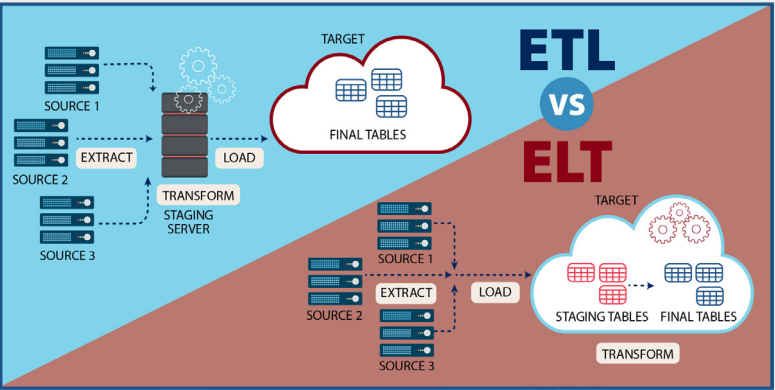 ETL
VS
ELT
SOURCE 1
SOURCE 2
SOURCE 3
EXTRACT
TRANSFORM
STAGING
SERVER
LOAD
TARGET
FINAL TABLES
SOURCE 1
SOURCE 2
SOURCE 3
EXTRACT
LOAD
TARGET
STAGING TABLES
FINAL TABLES
TRANSFORM